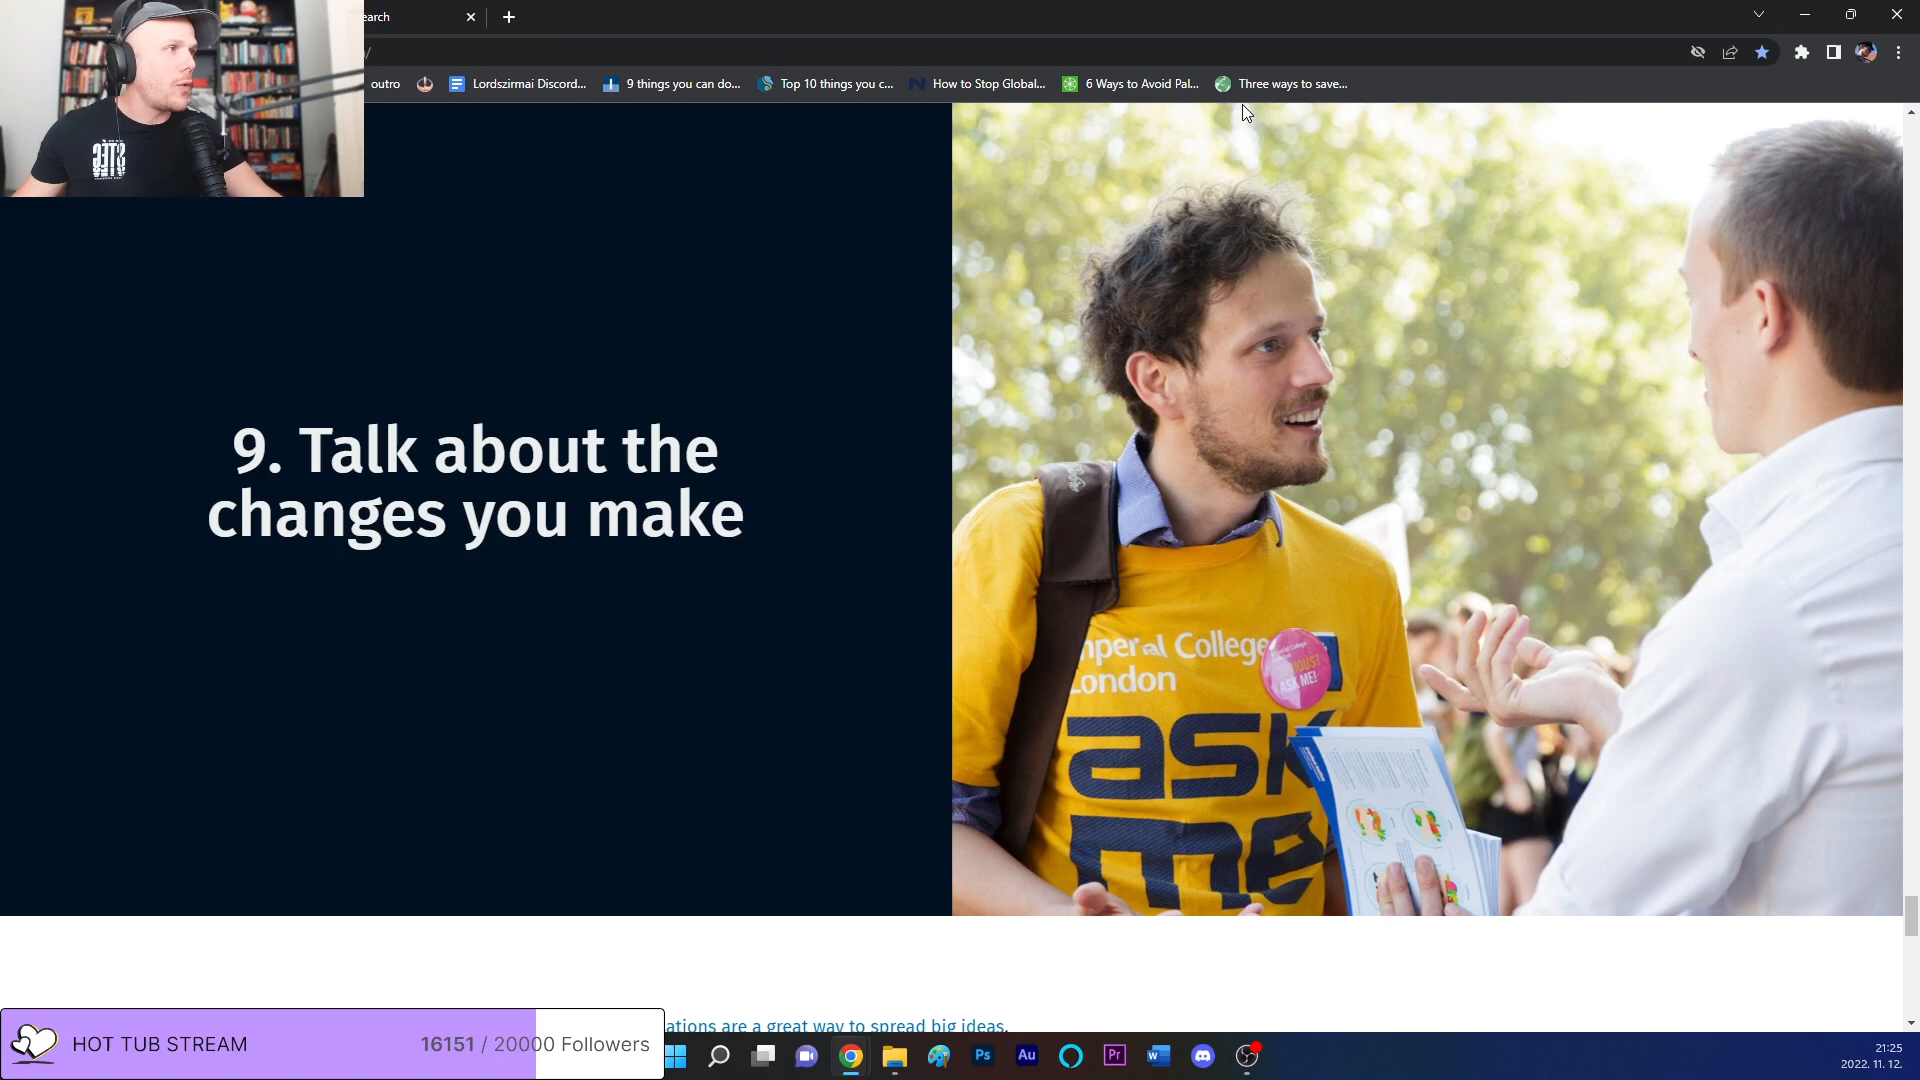 earch
outro
Lordszirmai Discord...
9 things you can do...
Top 10 things you c...
How to Stop Global...
6 Ways to Avoid Pal...
Three ways to save...
9. Talk about the
changes you make
College
London
ASK ME!
ask
me
ations are a great way to spread big ideas.
HOT TUB STREAM
16151 / 20000 Followers
Ps
Au
Pr
W
21:25
2022. 11. 12.